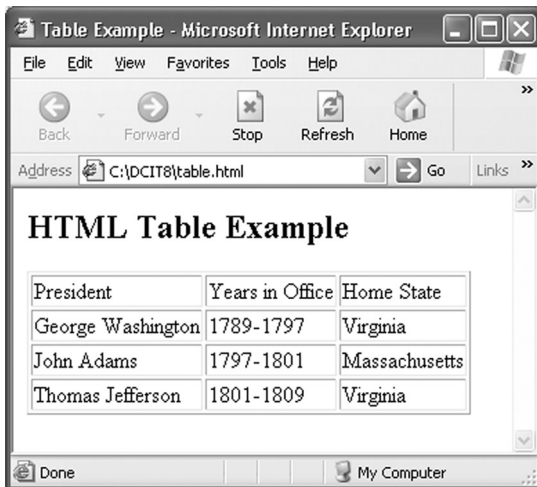 Table Example - Microsoft Internet Explorer
File Edit View Favorites Tools Help
Back Forward Stop Refresh Home »
Address C:\DCIT8\table.html Go Links »
HTML Table Example
President Years in Office Home State
George Washington 1789-1797 Virginia
John Adams 1797-1801 Massachusetts
Thomas Jefferson 1801-1809 Virginia
Done My Computer